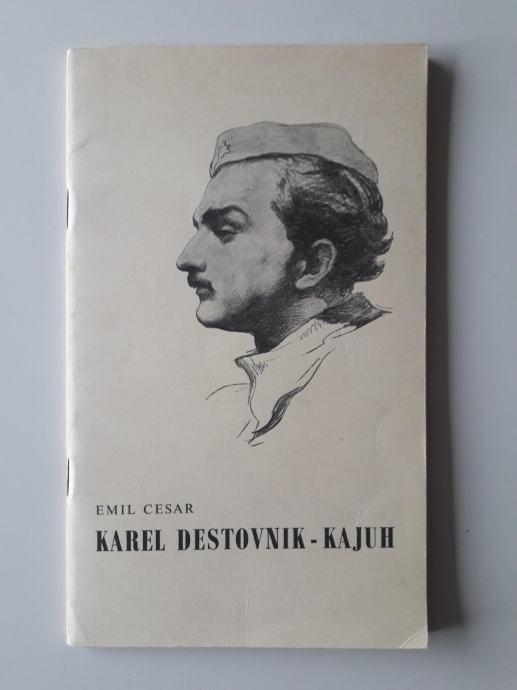 EMIL CESAR
KAREL DESTOVNIK - KAJUH